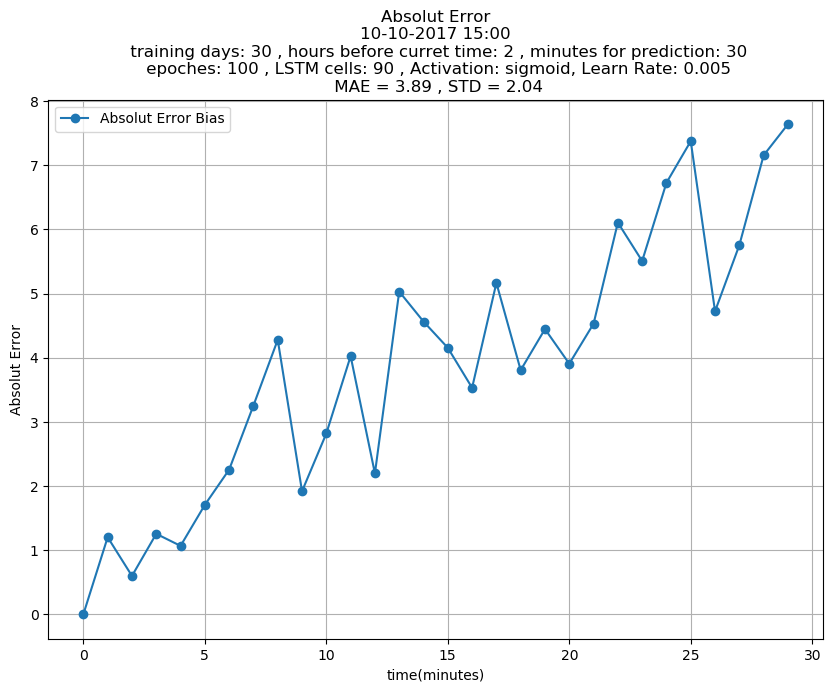 Absolut Error
10-10-2017 15:00
training days: 30 , hours before curret time: 2 , minutes for prediction: 30
epoches: 100 , LSTM cells: 90 , Activation: sigmoid, Learn Rate: 0.005
MAE = 3.89 , STD = 2.04
Absolut Error Bias
8
7
6
5
4
3
2
1
0
Absolut Error
0 5 10 15 20 25 30
time(minutes)